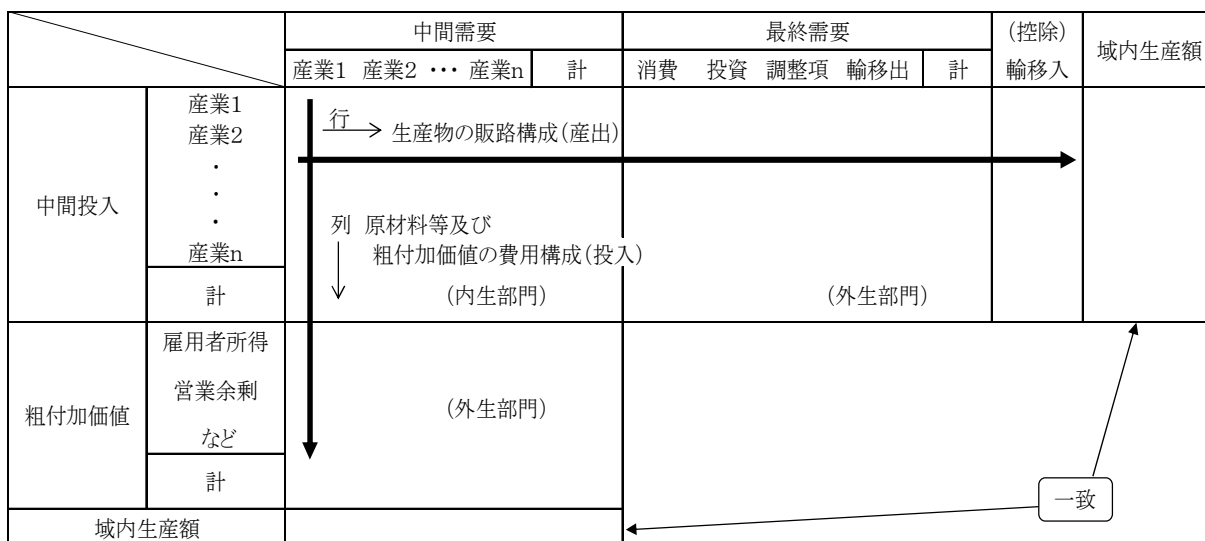 中間需要
最終需要
(控除)
輸移入
域内生産額
産業1 産業2 ・・・ 産業n 計
消費 投資 調整項 輸移出 計
中間投入
産業1
産業2
・
・
・
産業n
計
行
生産物の販路構成(産出)
列 原材料等及び
粗付加価値の費用構成(投入)
(内生部門)
(外生部門)
粗付加価値
雇用者所得
営業余剰
など
計
(外生部門)
一致
域内生産額